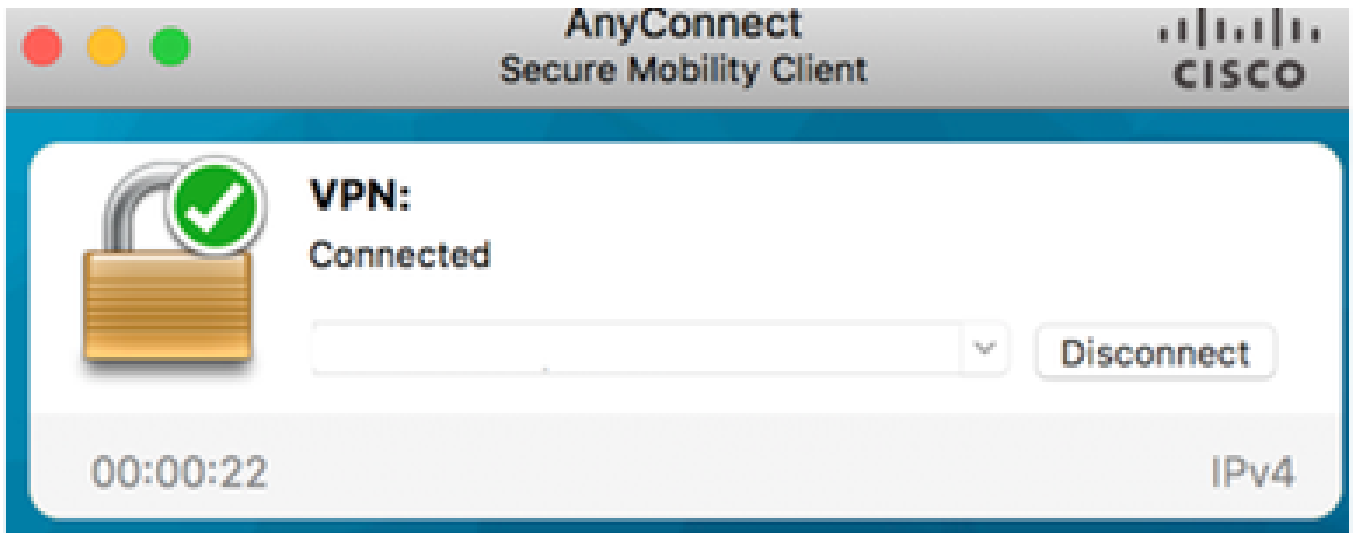 AnyConnect
Secure Mobility Client
CISCO
VPN:
Connected
Disconnect
00:00:22
IPv4